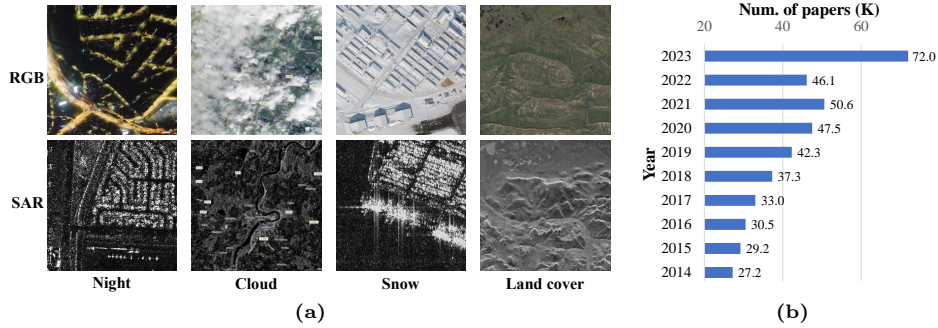 RGB
SAR
Night Cloud Snow Land cover
(a)
Num. of papers (K)
20 60
Year
2023 72.0
2022 46.1
2021 50.6
2020 47.5
2019 42.3
2018 37.3
2017 33.0
2016 30.5
2015 29.2
2014 27.2
(b)